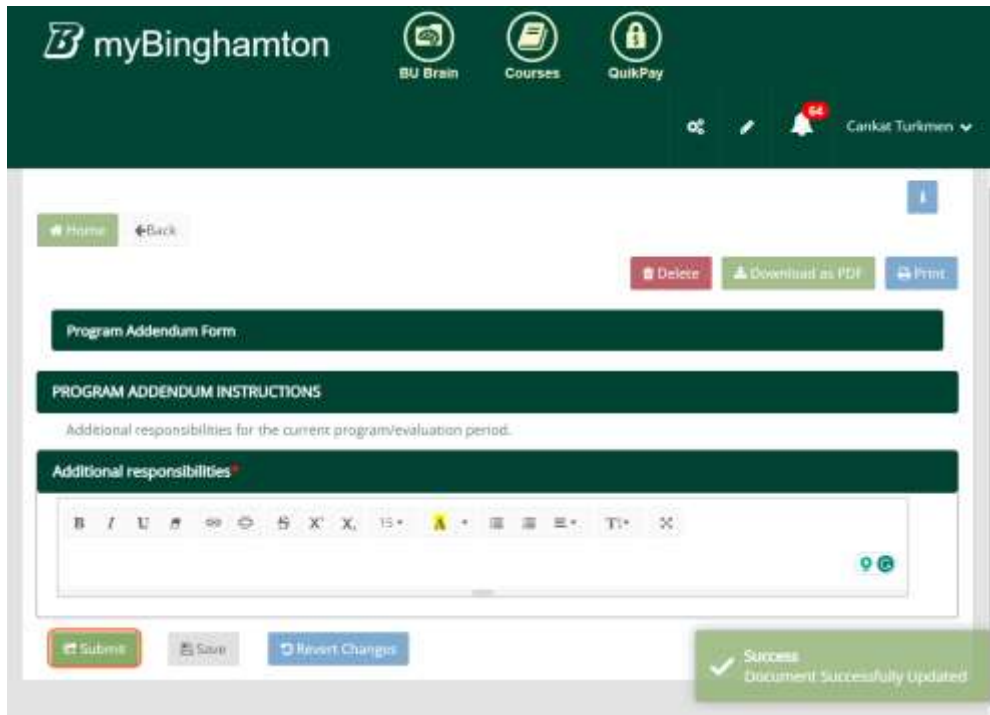 myBinghamton
BU Brain
Courses
QuikPay
64
Cankat Turkmen
i
Home
Back
Delete
Download as PDF
Print
Program Addendum Form
PROGRAM ADDENDUM INSTRUCTIONS
Additional responsibilities for the current program/evaluation period.
Additional responsibilities*
B I U S X X, 15 A
Submit
Save
Revert Changes
Success
Document Successfully Updated